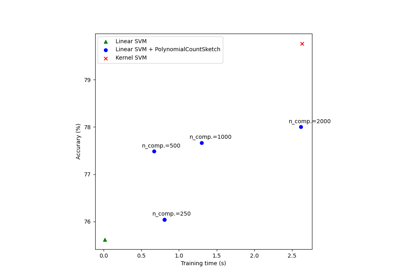 Linear SVM
Linear SVM + PolynomialCountSketch
Kernel SVM
79
78
77
76
Accurary (%)
n_comp.=2000
n_comp.=1000
n_comp.=500
n_comp.=250
0.0 0.5 1.0 1.5 2.0 2.5
Training time (s)